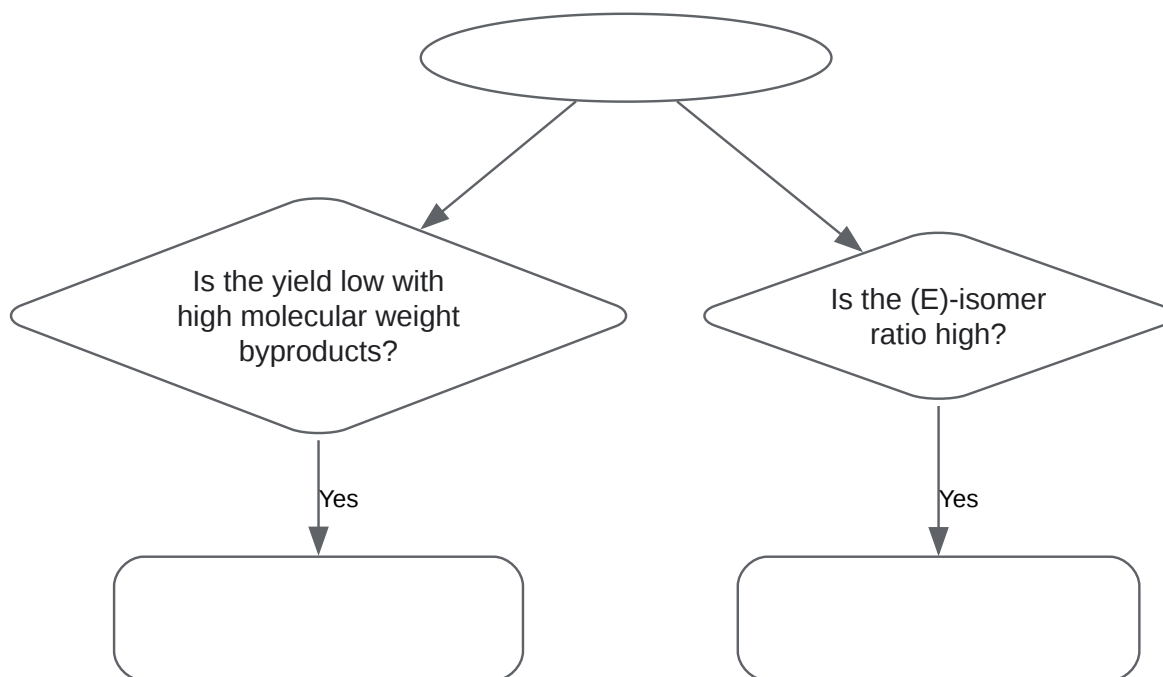 Is the yield low with
high molecular weight
byproducts?
Is the (E)-isomer
ratio high?
Yes
Yes